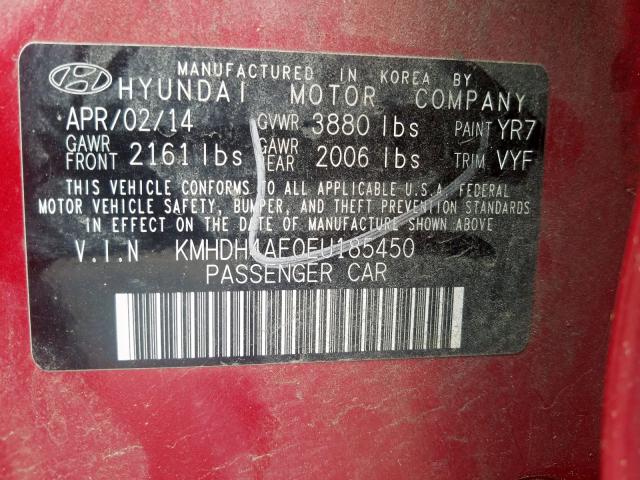 MANUFACTURED IN KOREA BY
HYUNDAI MOTOR COMPANY
APR/02/14 GVWR 3880 lbs PAINT YR7
GAWR FRONT 2161 lbs GAWR REAR 2006 lbs TRIM VYF
THIS VEHICLE CONFORMS TO ALL APPLICABLE U.S.A. FEDERAL
MOTOR VEHICLE SAFETY, BUMPER, AND THEFT PREVENTION STANDARDS
IN EFFECT ON THE DATE OF MANUFACTURE SHOWN ABOVE
V.I.N KMHDH4AE0EU185450
PASSENGER CAR